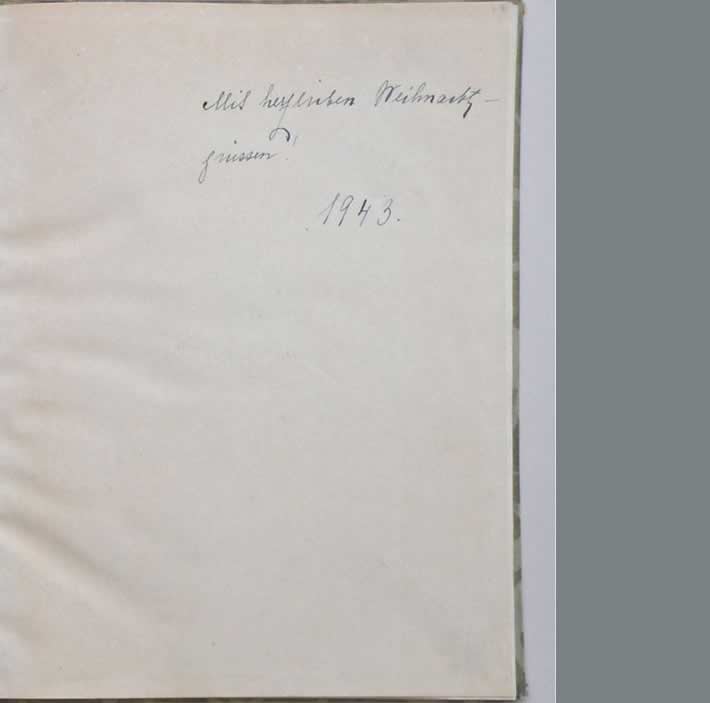 Mit herzlichen Weihnachts-
grüssen!
1943.